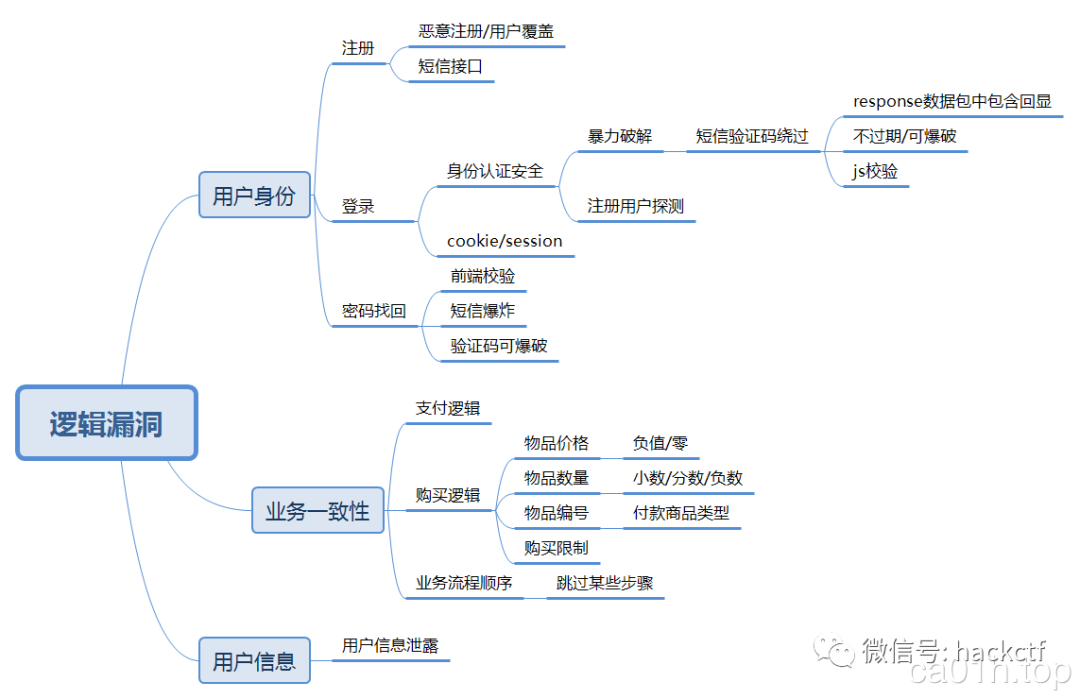 恶意注册/用户覆盖
注册
短信接口
response数据包中包含回显
暴力破解
短信验证码绕过
不过期/可爆破
身份认证安全
js校验
用户身份
登录
注册用户探测
cookie/session
前端校验
密码找回
短信爆炸
验证码可爆破
逻辑漏洞
支付逻辑
物品价格
负值/零
物品数量
小数/分数/负数
购买逻辑
业务一致性
物品编号
付款商品类型
购买限制
业务流程顺序
跳过某些步骤
用户信息
用户信息泄露
微信号: hackctf
ca01h.top